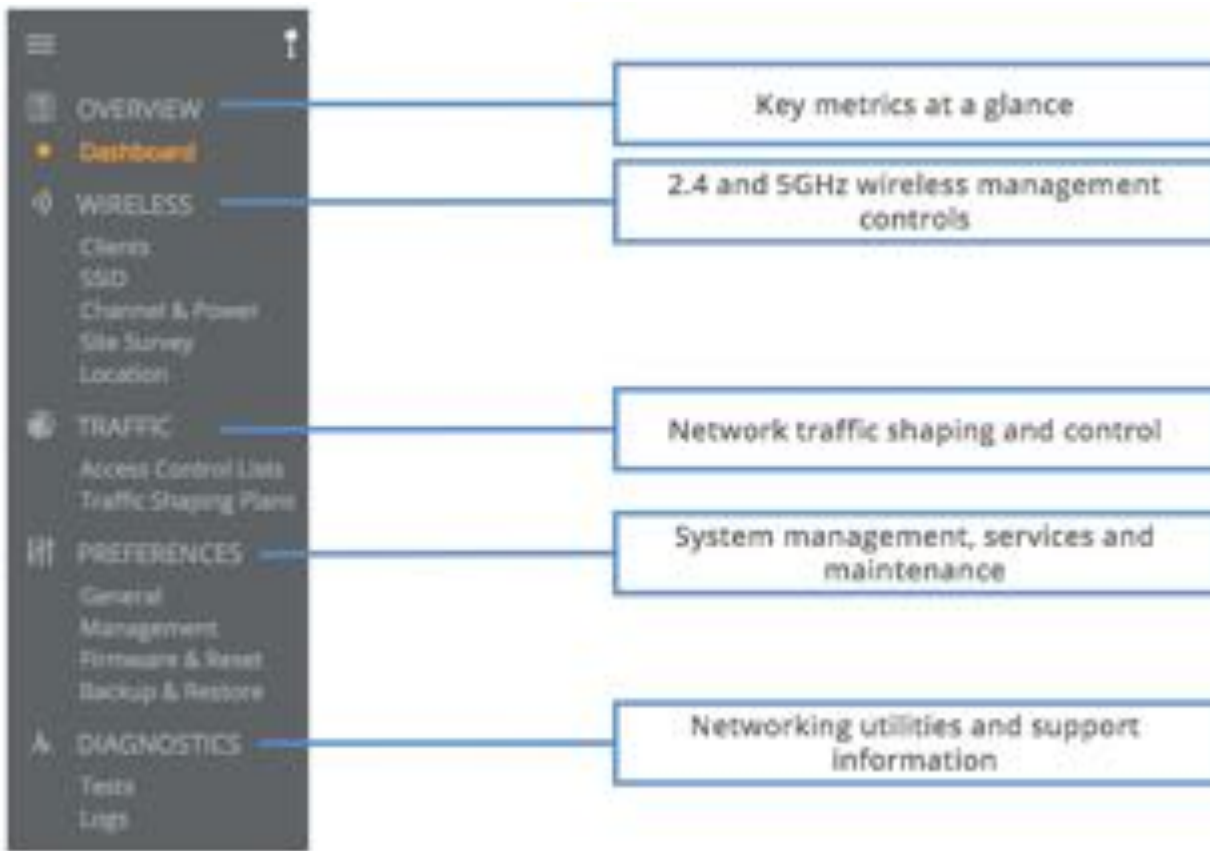 OVERVIEW
Key metrics at a glance
Dashboard
WIRELESS
2.4 and 5GHz wireless management
controls
Clients
SSID
Channel & Power
Site Survey
Location
TRAFFIC
Network traffic shaping and control
Access Control Lists
Traffic Shaping Plans
PREFERENCES
System management, services and
maintenance
General
Management
Firmware & Reset
Backup & Restore
DIAGNOSTICS
Networking utilities and support
information
Tests
Logs